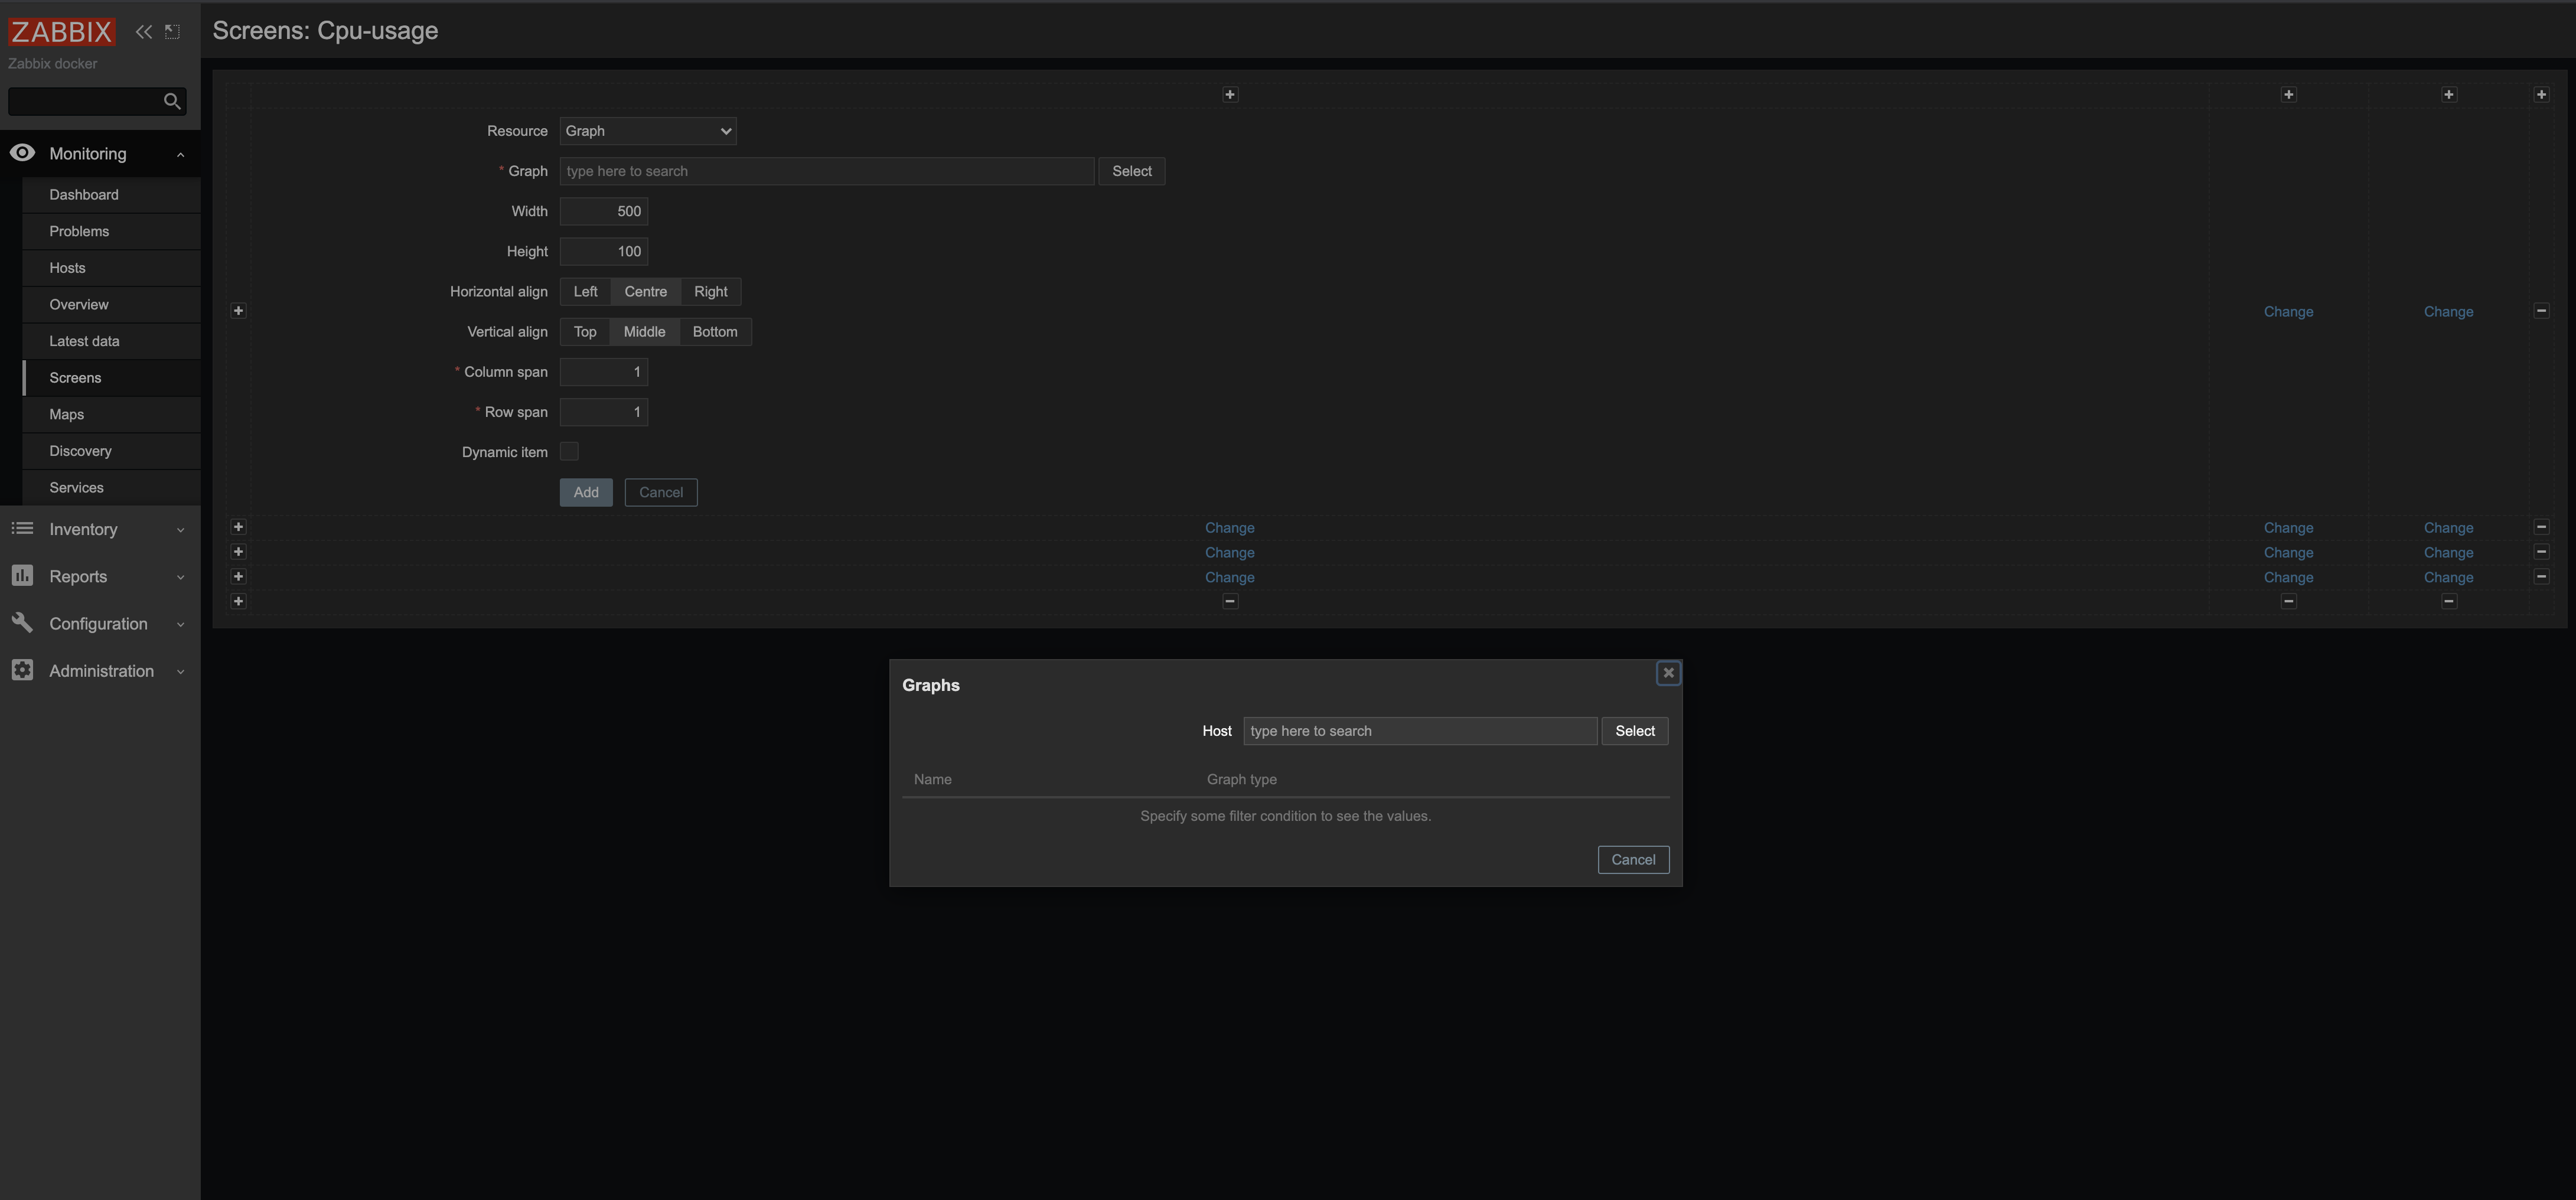 ZABBIX
Zabbix docker
Screens: Cpu-usage
Monitoring
Dashboard
Problems
Hosts
Overview
Latest data
Screens
Maps
Discovery
Services
Inventory
Reports
Configuration
Administration
Resource Graph
* Graph type here to search Select
Width 500
Height 100
Horizontal align Left Centre Right
Change Change
Vertical align Top Middle Bottom
* Column span 1
* Row span 1
Dynamic item
Add Cancel
Change Change Change
Change Change Change
Change Change Change
Graphs
Host type here to search Select
Name Graph type
Specify some filter condition to see the values.
Cancel